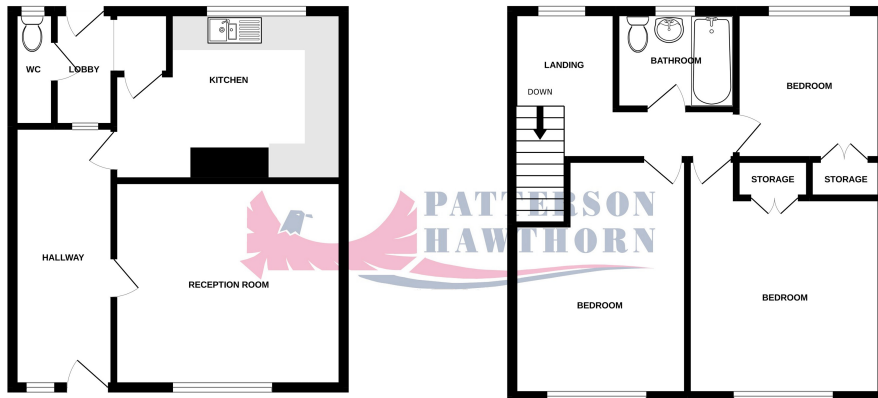 WC
LOBBY
KITCHEN
HALLWAY
RECEPTION ROOM
LANDING
DOWN
BATHROOM
BEDROOM
STORAGE
STORAGE
BEDROOM
BEDROOM
PATTERSON
HAWTHORN